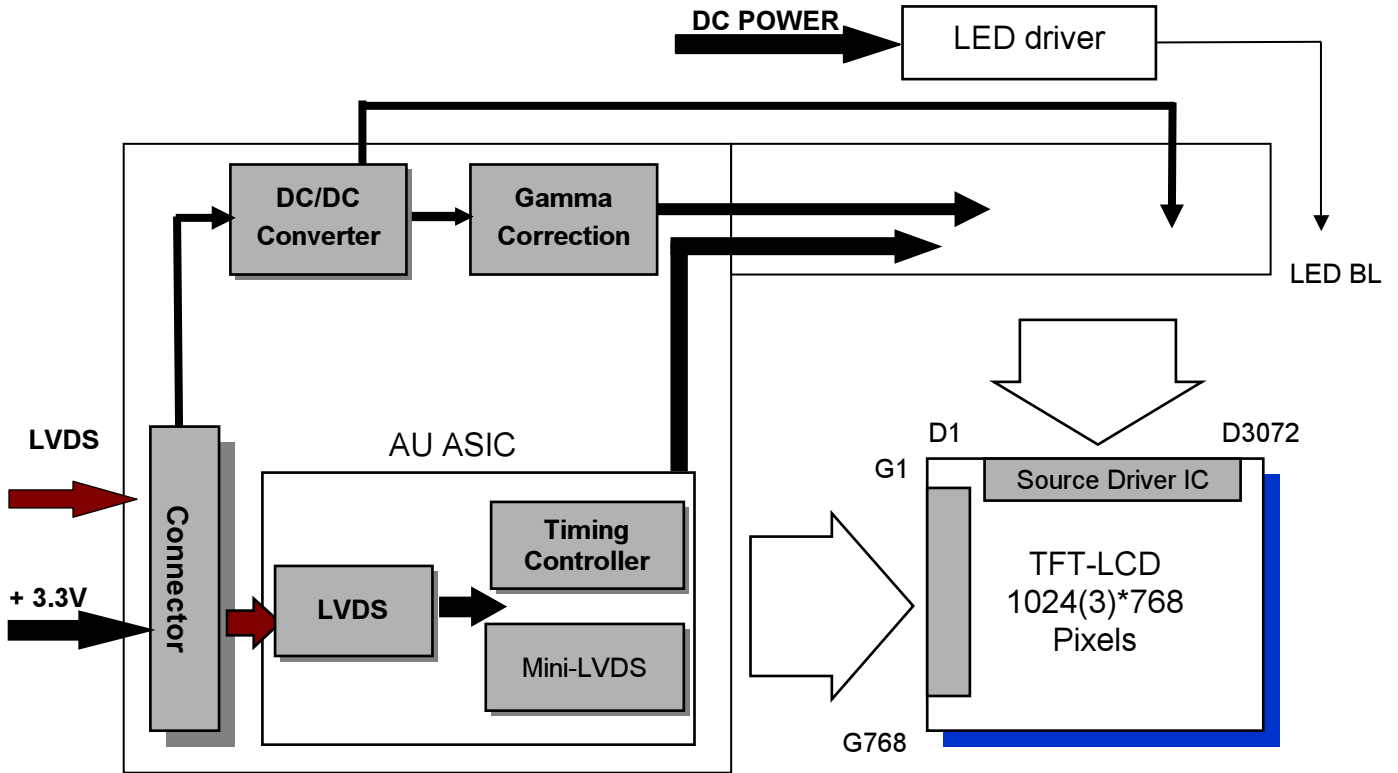 DC POWER
LED driver
DC/DC
Converter
Gamma
Correction
LED BL
LVDS
AU ASIC
D1
D3072
G1
Source Driver IC
Connector
Timing
Controller
TFT-LCD
1024(3)*768
Pixels
+ 3.3V
LVDS
Mini-LVDS
G768